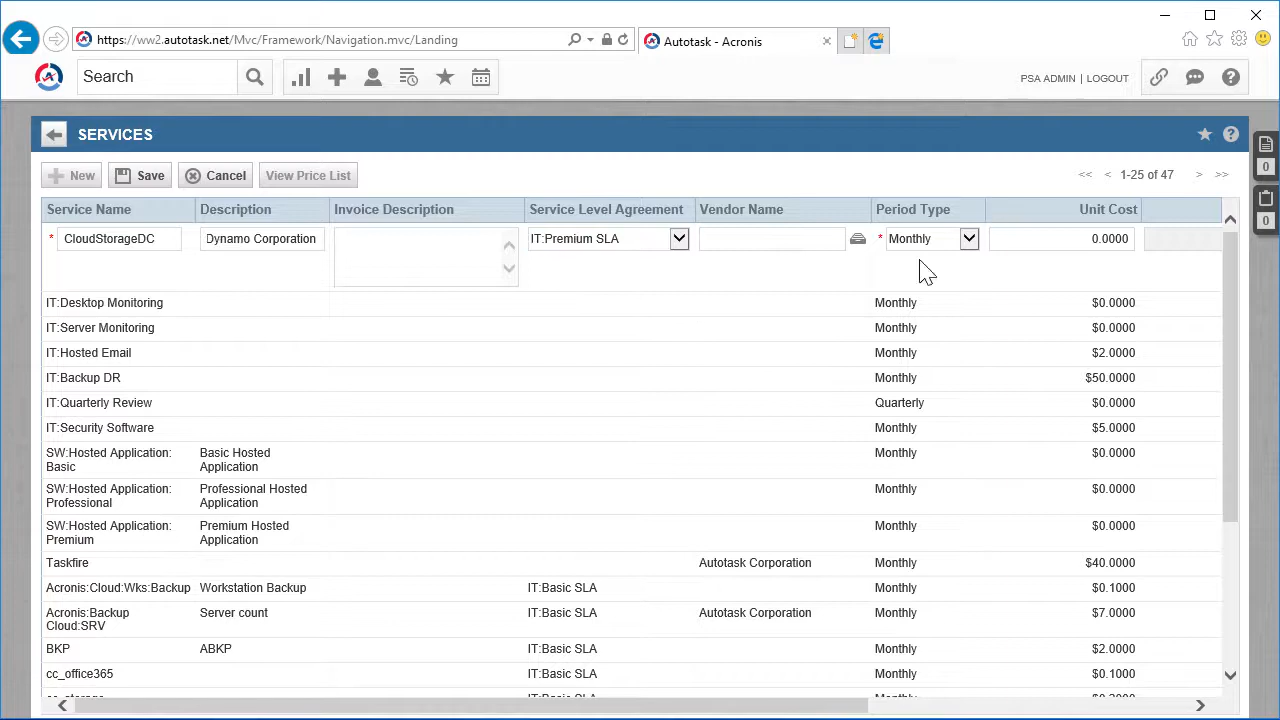 https://ww2.autotask.net/Mvc/Framework/Navigation.mvc/Landing
Autotask - Acronis
Search
PSA ADMIN | LOGOUT
SERVICES
New Save Cancel View Price List << < 1-25 of 47 > >>
Service Name Description Invoice Description Service Level Agreement Vendor Name Period Type Unit Cost
* CloudStorageDC Dynamo Corporation IT:Premium SLA * Monthly 0.0000
IT:Desktop Monitoring Monthly $0.0000
IT:Server Monitoring Monthly $0.0000
IT:Hosted Email Monthly $2.0000
IT:Backup DR Monthly $50.0000
IT:Quarterly Review Quarterly $0.0000
IT:Security Software Monthly $5.0000
SW:Hosted Application: Basic Hosted Monthly $0.0000
Basic Application
SW:Hosted Application: Professional Hosted Monthly $0.0000
Professional Application
SW:Hosted Application: Premium Hosted Monthly $0.0000
Premium Application
Taskfire Autotask Corporation Monthly $40.0000
Acronis:Cloud:Wks:Backup Workstation Backup IT:Basic SLA Monthly $0.1000
Acronis:Backup Server count IT:Basic SLA Autotask Corporation Monthly $7.0000
Cloud:SRV
BKP ABKP IT:Basic SLA Monthly $2.0000
cc_office365 IT:Basic SLA Monthly $0.1000
0
0